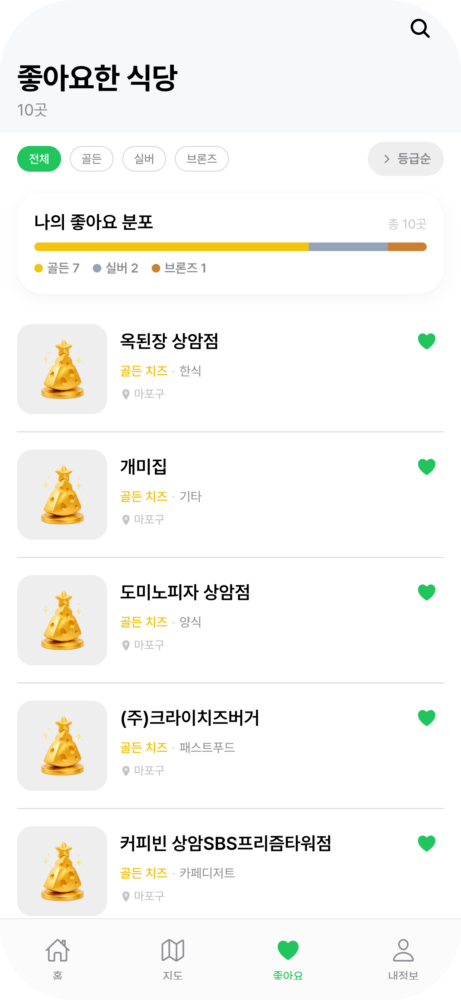 좋아요한 식당
10곳
전체 골든 실버 브론즈 등급순
나의 좋아요 분포 총 10곳
골든 7 실버 2 브론즈 1
옥된장 상암점
골든 치즈 · 한식
마포구
개미집
골든 치즈 · 기타
마포구
도미노피자 상암점
골든 치즈 · 양식
마포구
(주)크라이치즈버거
골든 치즈 · 패스트푸드
마포구
커피빈 상암SBS프리즘타워점
골든 치즈 · 카페디저트
마포구
홈 지도 좋아요 내정보